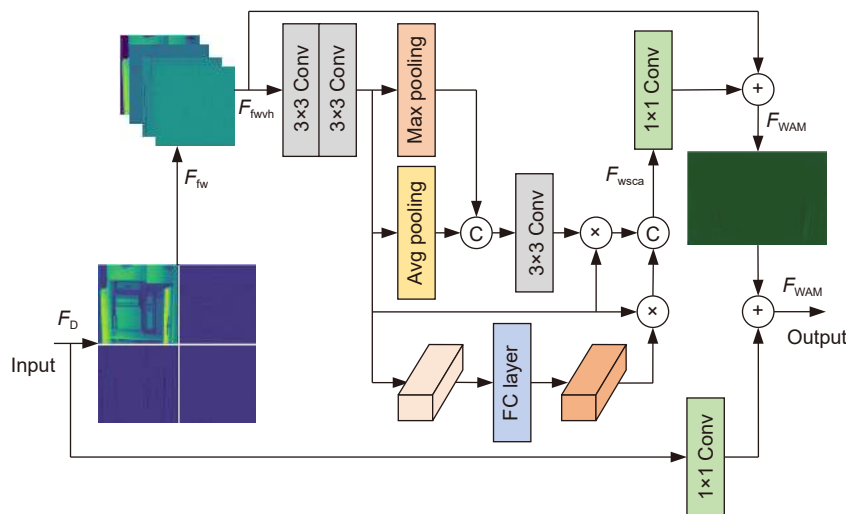 F_fwvh
3×3 Conv
3×3 Conv
Max pooling
1×1 Conv
+
F_WAM
F_fw
Avg pooling
C
3×3 Conv
×
F_wsca
C
F_D
Input
×
+
F_WAM
Output
FC layer
1×1 Conv